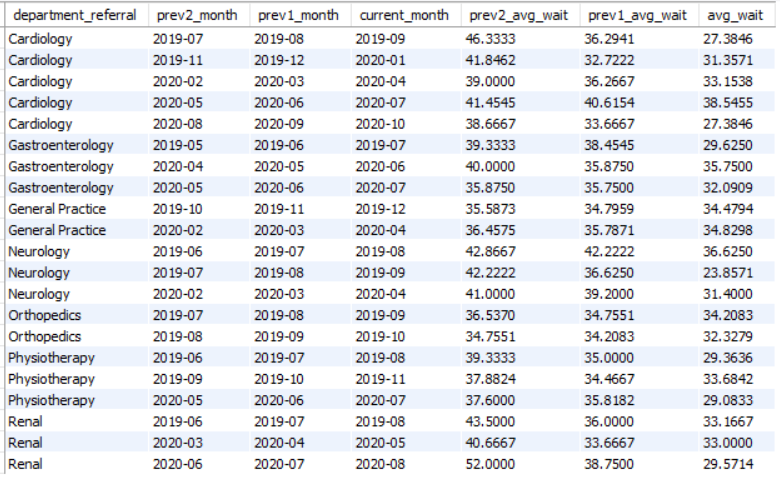 department_referral prev2_month prev1_month current_month prev2_avg_wait prev1_avg_wait avg_wait
Cardiology 2019-07 2019-08 2019-09 46.3333 36.2941 27.3846
Cardiology 2019-11 2019-12 2020-01 41.8462 32.7222 31.3571
Cardiology 2020-02 2020-03 2020-04 39.0000 36.2667 33.1538
Cardiology 2020-05 2020-06 2020-07 41.4545 40.6154 38.5455
Cardiology 2020-08 2020-09 2020-10 38.6667 33.6667 27.3846
Gastroenterology 2019-05 2019-06 2019-07 39.3333 38.4545 29.6250
Gastroenterology 2020-04 2020-05 2020-06 40.0000 35.8750 35.7500
Gastroenterology 2020-05 2020-06 2020-07 35.8750 35.7500 32.0909
General Practice 2019-10 2019-11 2019-12 35.5873 34.7959 34.4794
General Practice 2020-02 2020-03 2020-04 36.4575 35.7871 34.8298
Neurology 2019-06 2019-07 2019-08 42.8667 42.2222 36.6250
Neurology 2019-07 2019-08 2019-09 42.2222 36.6250 23.8571
Neurology 2020-02 2020-03 2020-04 41.0000 39.2000 31.4000
Orthopedics 2019-07 2019-08 2019-09 36.5370 34.7551 34.2083
Orthopedics 2019-08 2019-09 2019-10 34.7551 34.2083 32.3279
Physiotherapy 2019-06 2019-07 2019-08 39.3333 35.0000 29.3636
Physiotherapy 2019-09 2019-10 2019-11 37.8824 34.4667 33.6842
Physiotherapy 2020-05 2020-06 2020-07 37.6000 35.8182 29.0833
Renal 2019-06 2019-07 2019-08 43.5000 36.0000 33.1667
Renal 2020-03 2020-04 2020-05 40.6667 33.6667 33.0000
Renal 2020-06 2020-07 2020-08 52.0000 38.7500 29.5714